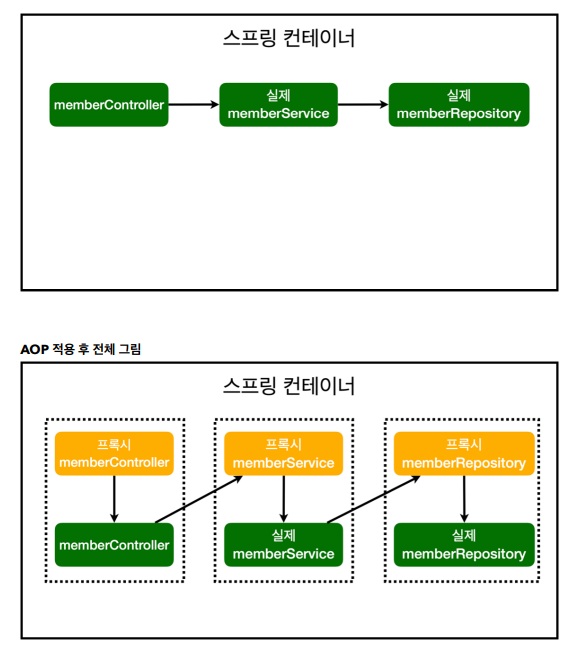 스프링 컨테이너
memberController
실제
memberService
실제
memberRepository
AOP 적용 후 전체 그림
스프링 컨테이너
프록시
memberController
프록시
memberService
프록시
memberRepository
memberController
실제
memberService
실제
memberRepository